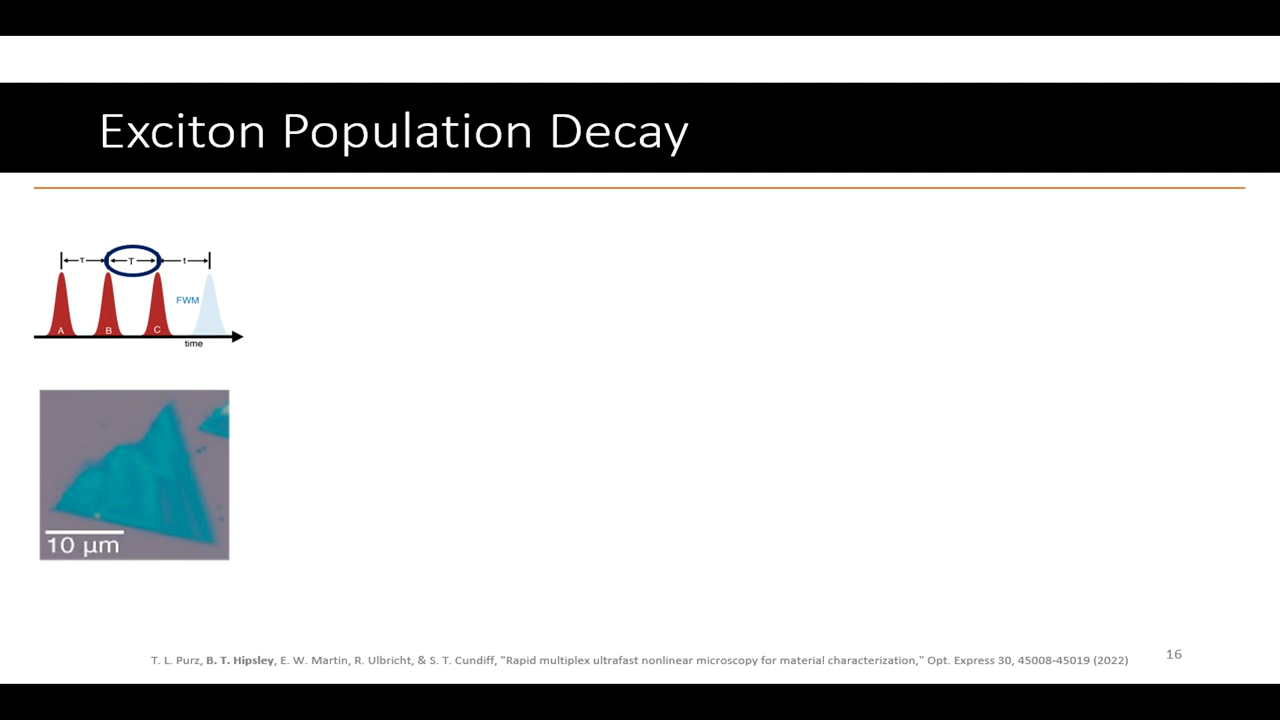 Exciton Population Decay
τ T t
FWM
A B C
time
10 µm
T. L. Purz, B. T. Hipsley, E. W. Martin, R. Ulbricht, & S. T. Cundiff, "Rapid multiplex ultrafast nonlinear microscopy for material characterization," Opt. Express 30, 45008-45019 (2022)
16